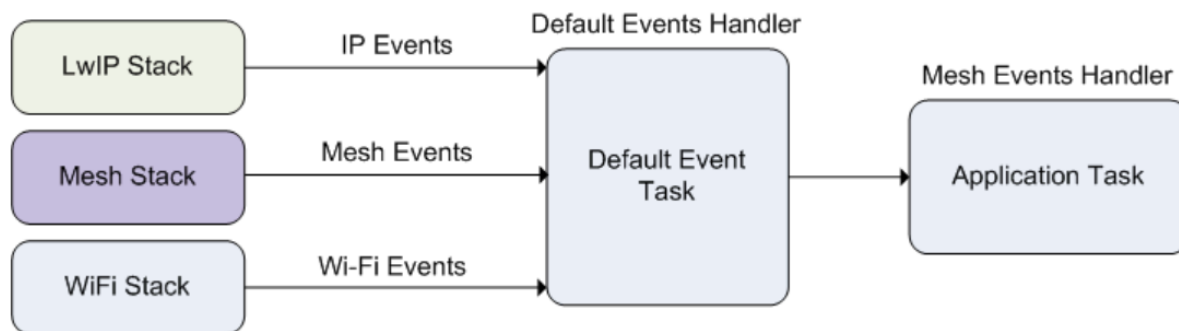 LwIP Stack
IP Events
Default Events Handler
Mesh Stack
Mesh Events
Default Event
Task
WiFi Stack
Wi-Fi Events
Mesh Events Handler
Application Task